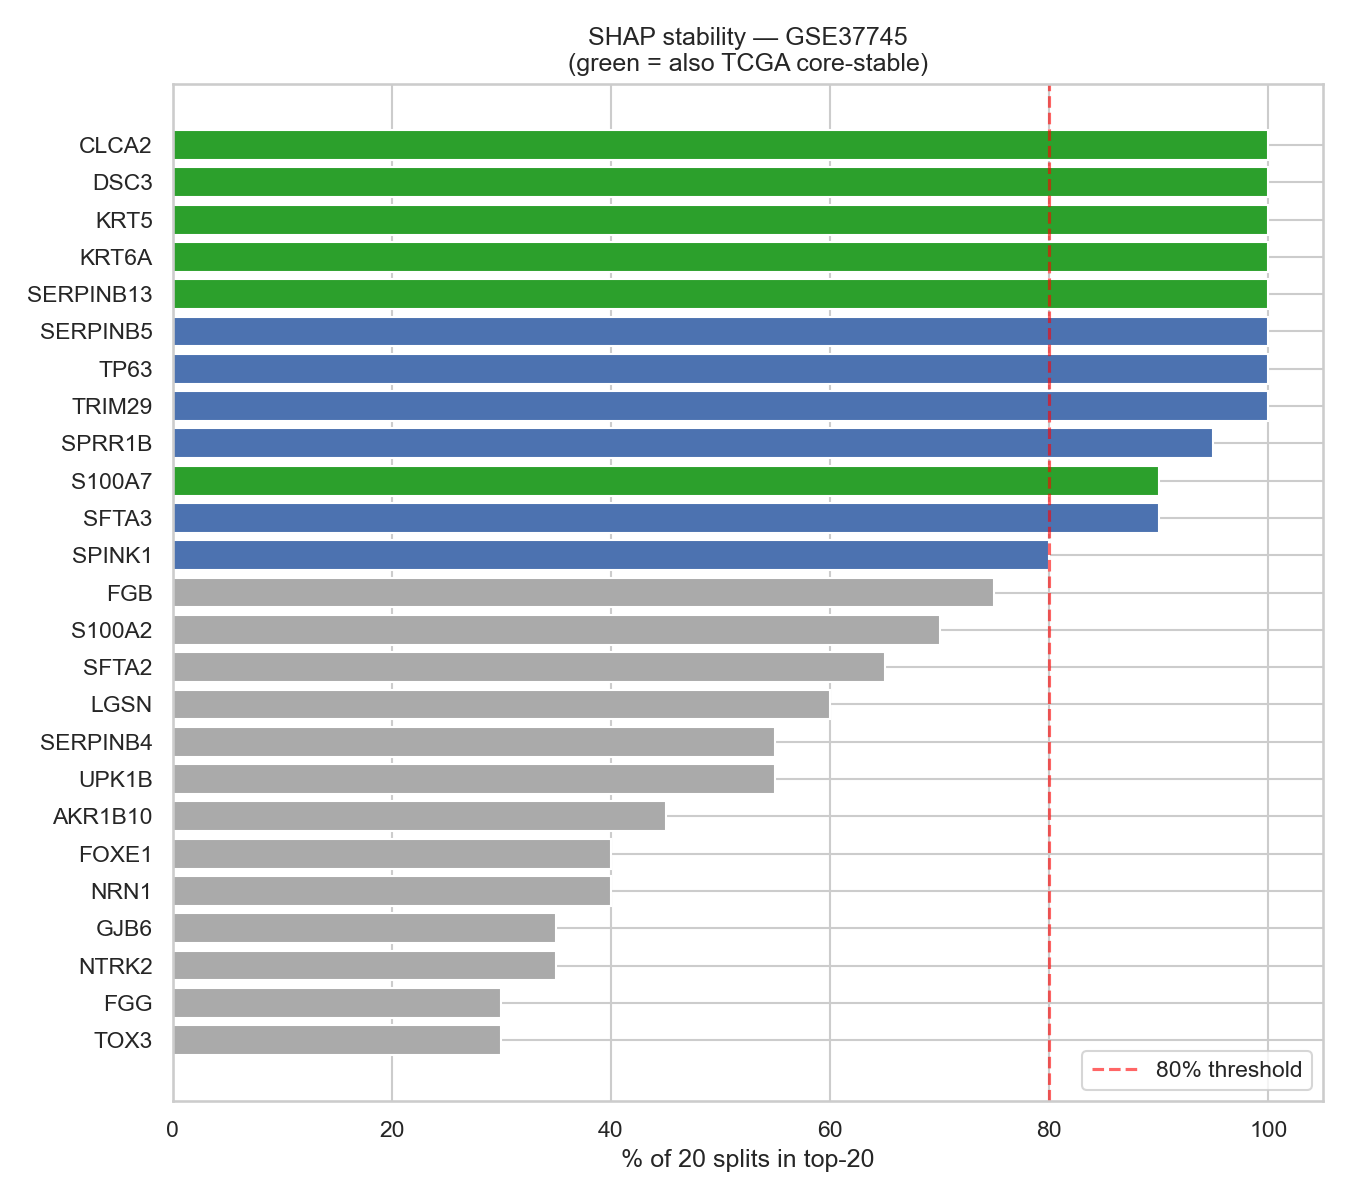 SHAP stability — GSE37745
(green = also TCGA core-stable)
CLCA2
DSC3
KRT5
KRT6A
SERPINB13
SERPINB5
TP63
TRIM29
SPRR1B
S100A7
SFTA3
SPINK1
FGB
S100A2
SFTA2
LGSN
SERPINB4
UPK1B
AKR1B10
FOXE1
NRN1
GJB6
NTRK2
FGG
TOX3
80% threshold
0 20 40 60 80 100
% of 20 splits in top-20